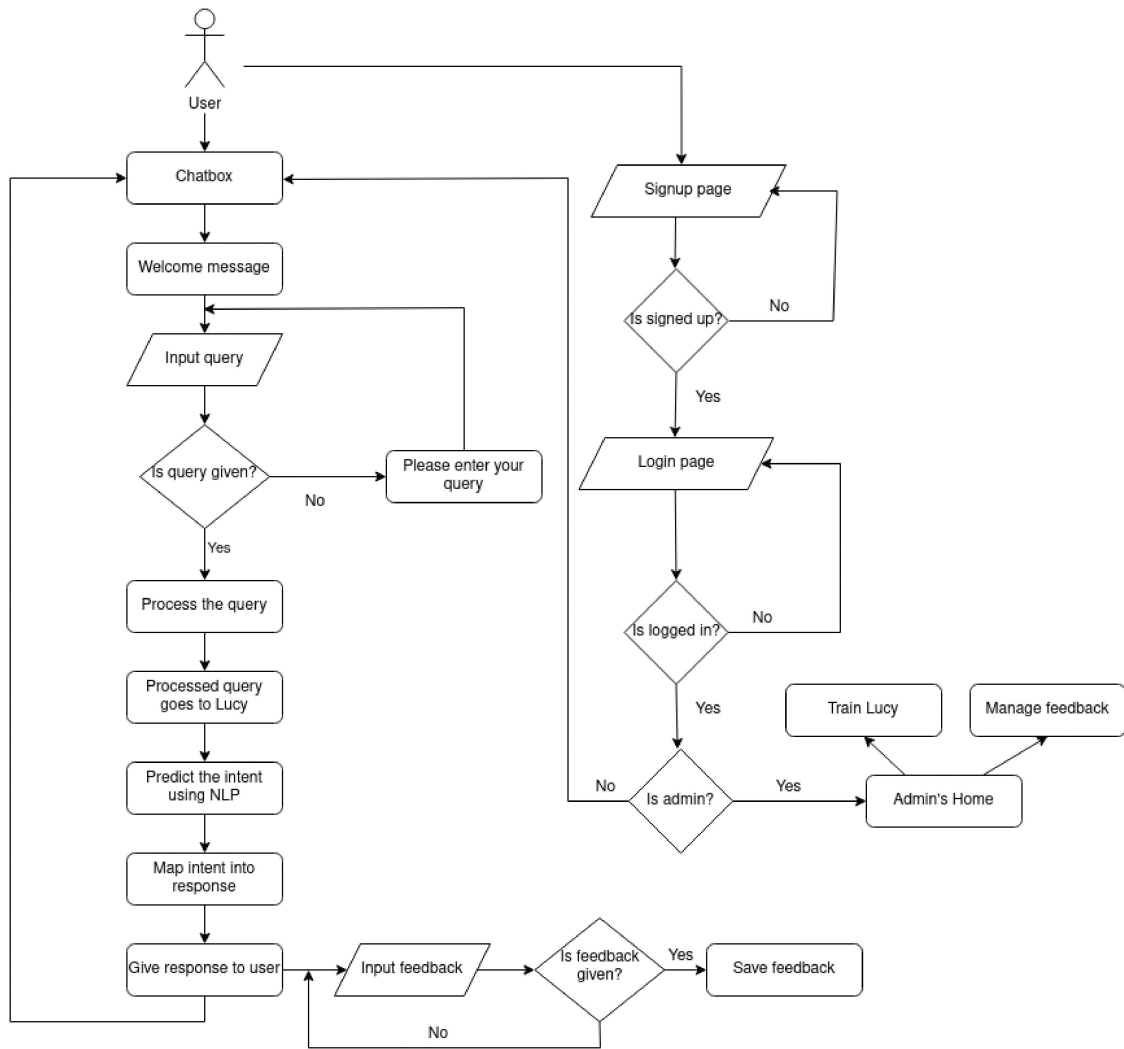 User
Chatbox
Signup page
Welcome message
No
Is signed up?
Input query
Yes
Login page
Is query given?
Please enter your
query
No
Yes
Process the query
No
Is logged in?
Processed query
goes to Lucy
Yes
Train Lucy
Manage feedback
Predict the intent
using NLP
No
Is admin?
Yes
Admin's Home
Map intent into
response
Give response to user
Input feedback
Is feedback
given?
Yes
Save feedback
No